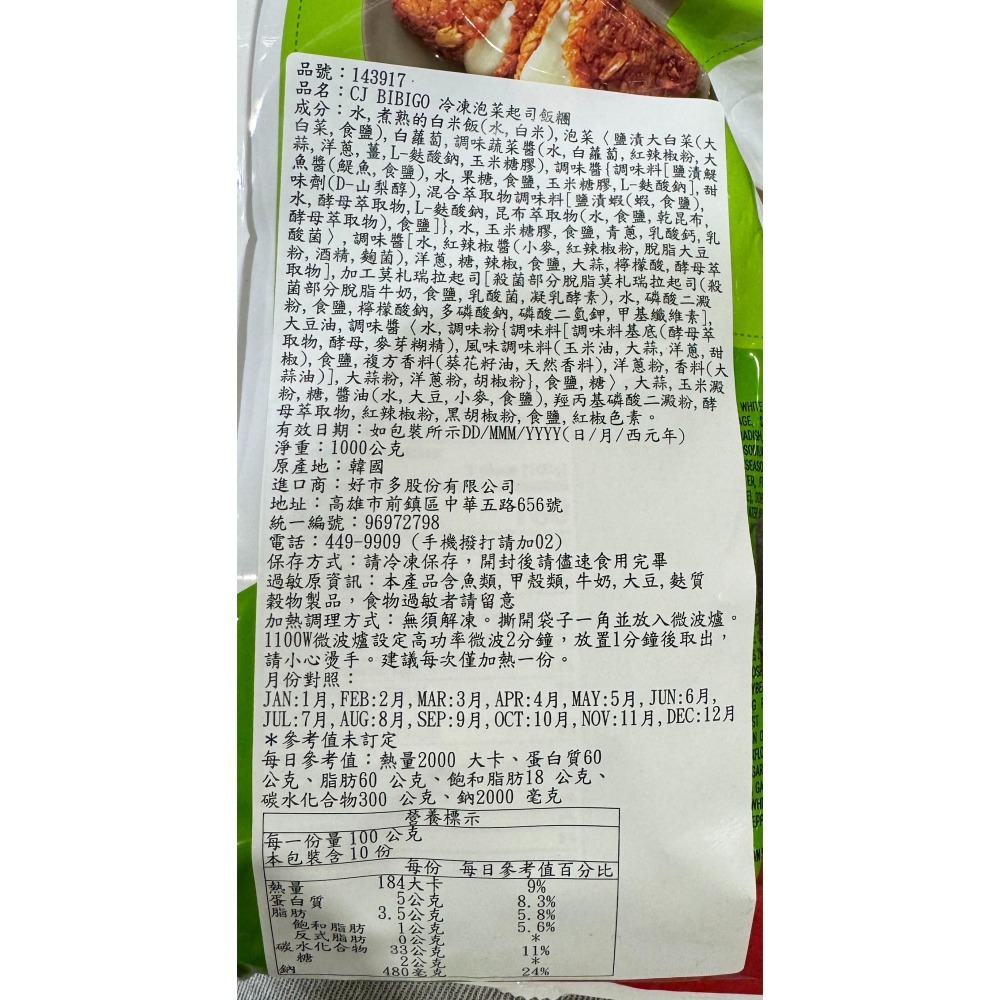 品號：143917
品名：CJ BIBIGO 冷凍泡菜起司飯糰
成分：水, 煮熟的白米飯(水, 白米), 泡菜〈鹽漬大白菜(大
白菜, 食鹽), 白蘿蔔, 調味蔬菜醬(水, 白蘿蔔, 紅辣椒粉, 大
蒜, 洋蔥, 薑, L-麩酸鈉, 玉米糖膠), 調味醬{調味料[鹽漬鯷
魚醬(鯷魚, 食鹽), 水, 果糖, 食鹽, 玉米糖膠, L-麩酸鈉], 甜
味劑(D-山梨醇), 混合萃取物調味料[鹽漬蝦(蝦, 食鹽),
水, 酵母萃取物, L-麩酸鈉, 昆布萃取物(水, 食鹽, 乾昆布,
酵母萃取物), 食鹽]}, 水, 玉米糖膠, 食鹽, 青蔥, 乳酸鈣, 乳
酸菌〉, 調味醬[水, 紅辣椒醬(小麥, 紅辣椒粉, 脫脂大豆
粉, 酒精, 麴菌), 洋蔥, 糖, 辣椒, 食鹽, 大蒜, 檸檬酸, 酵母萃
取物], 加工莫札瑞拉起司[殺菌部分脫脂莫札瑞拉起司(殺
菌部分脫脂牛奶, 食鹽, 乳酸菌, 凝乳酵素), 水, 磷酸二澱
粉, 食鹽, 檸檬酸鈉, 多磷酸鈉, 磷酸二氫鉀, 甲基纖維素],
大豆油, 調味醬〈水, 調味粉{調味料[調味料基底(酵母萃
取物, 酵母, 麥芽糊精), 風味調味料(玉米油, 大蒜, 洋蔥, 甜
椒), 食鹽, 複方香料(葵花籽油, 天然香料), 洋蔥粉, 香料(大
蒜油)], 大蒜粉, 洋蔥粉, 胡椒粉}, 食鹽, 糖〉, 大蒜, 玉米澱
粉, 糖, 醬油(水, 大豆, 小麥, 食鹽), 羥丙基磷酸二澱粉, 酵
母萃取物, 紅辣椒粉, 黑胡椒粉, 食鹽, 紅椒色素。
有效日期：如包裝所示DD/MMM/YYYY(日/月/西元年)
淨重：1000公克
原產地：韓國
進口商：好市多股份有限公司
地址：高雄市前鎮區中華五路656號
統一編號：96972798
電話：449-9909 (手機撥打請加02)
保存方式：請冷凍保存，開封後請儘速食用完畢
過敏原資訊：本產品含魚類, 甲殼類, 牛奶, 大豆, 麩質
穀物製品，食物過敏者請留意
加熱調理方式：無須解凍。撕開袋子一角並放入微波爐。
1100W微波爐設定高功率微波2分鐘，放置1分鐘後取出，
請小心燙手。建議每次僅加熱一份。
月份對照：
JAN:1月, FEB:2月, MAR:3月, APR:4月, MAY:5月, JUN:6月,
JUL:7月, AUG:8月, SEP:9月, OCT:10月, NOV:11月, DEC:12月
＊參考值未訂定
每日參考值：熱量2000 大卡、蛋白質60
公克、脂肪60 公克、飽和脂肪18 公克、
碳水化合物300 公克、鈉2000 毫克
營養標示
每一份量 100 公克
本包裝含 10 份
每份 每日參考值百分比
熱量 184大卡 9%
蛋白質 5公克 8.3%
脂肪 3.5公克 5.8%
飽和脂肪 1公克 5.6%
反式脂肪 0公克 *
碳水化合物 33公克 11%
糖 2公克 *
鈉 480毫克 24%